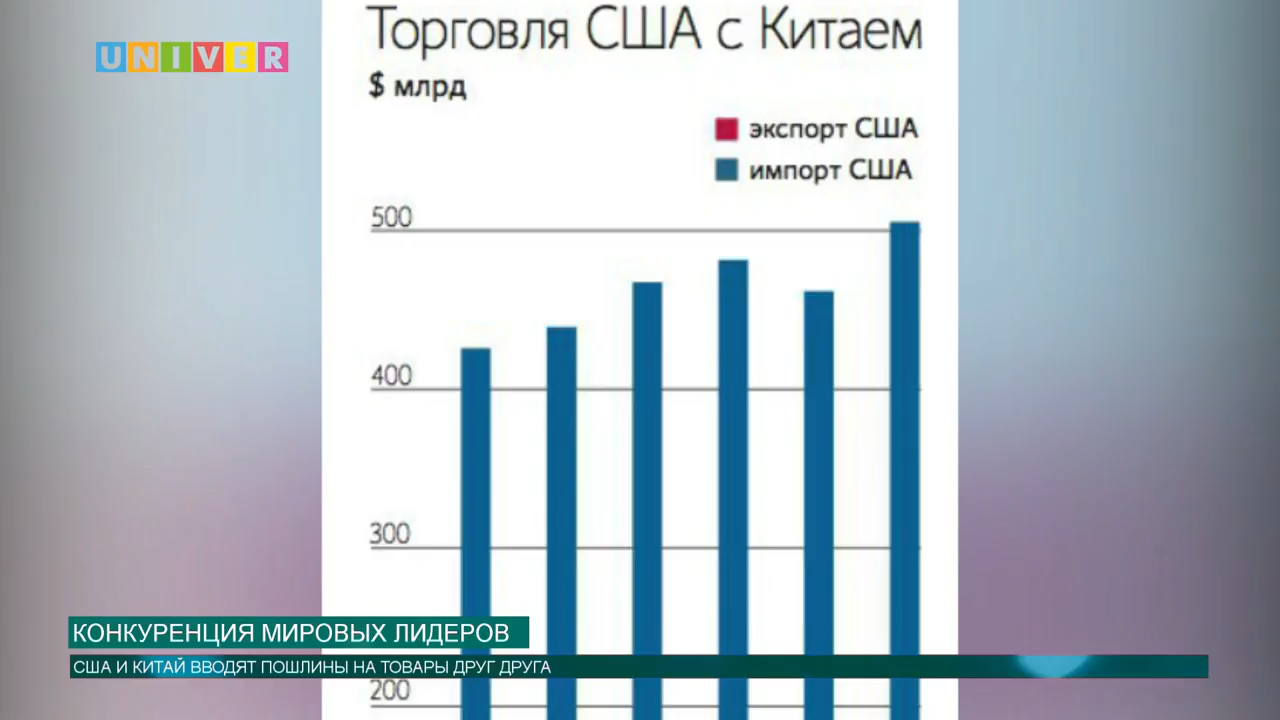 UNIVER
Торговля США с Китаем
$ млрд
экспорт США
импорт США
500
400
300
КОНКУРЕНЦИЯ МИРОВЫХ ЛИДЕРОВ
США И КИТАЙ ВВОДЯТ ПОШЛИНЫ НА ТОВАРЫ ДРУГ ДРУГА
200